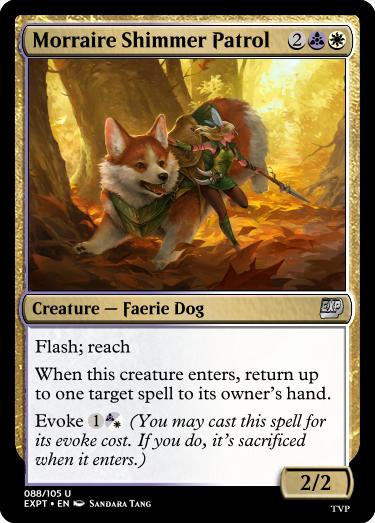 Morraire Shimmer Patrol 2
Creature — Faerie Dog EXP
Flash; reach
When this creature enters, return up
to one target spell to its owner's hand.
Evoke 1 (You may cast this spell for
its evoke cost. If you do, it's sacrificed
when it enters.)
2/2
088/105 U
EXPT • EN SANDARA TANG
TVP